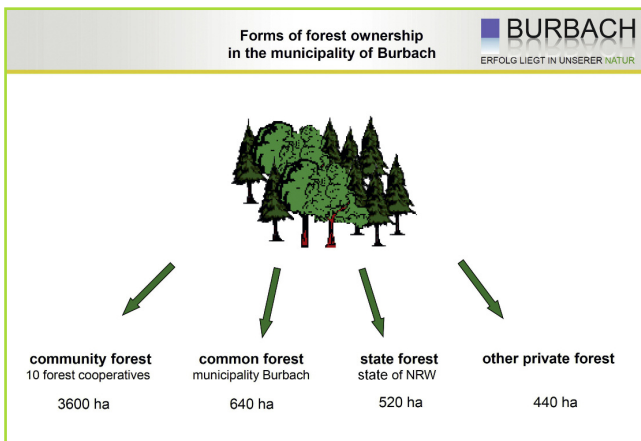 Forms of forest ownership
in the municipality of Burbach
BURBACH
ERFOLG LIEGT IN UNSERER NATUR
community forest
10 forest cooperatives
3600 ha
common forest
municipality Burbach
640 ha
state forest
state of NRW
520 ha
other private forest
440 ha